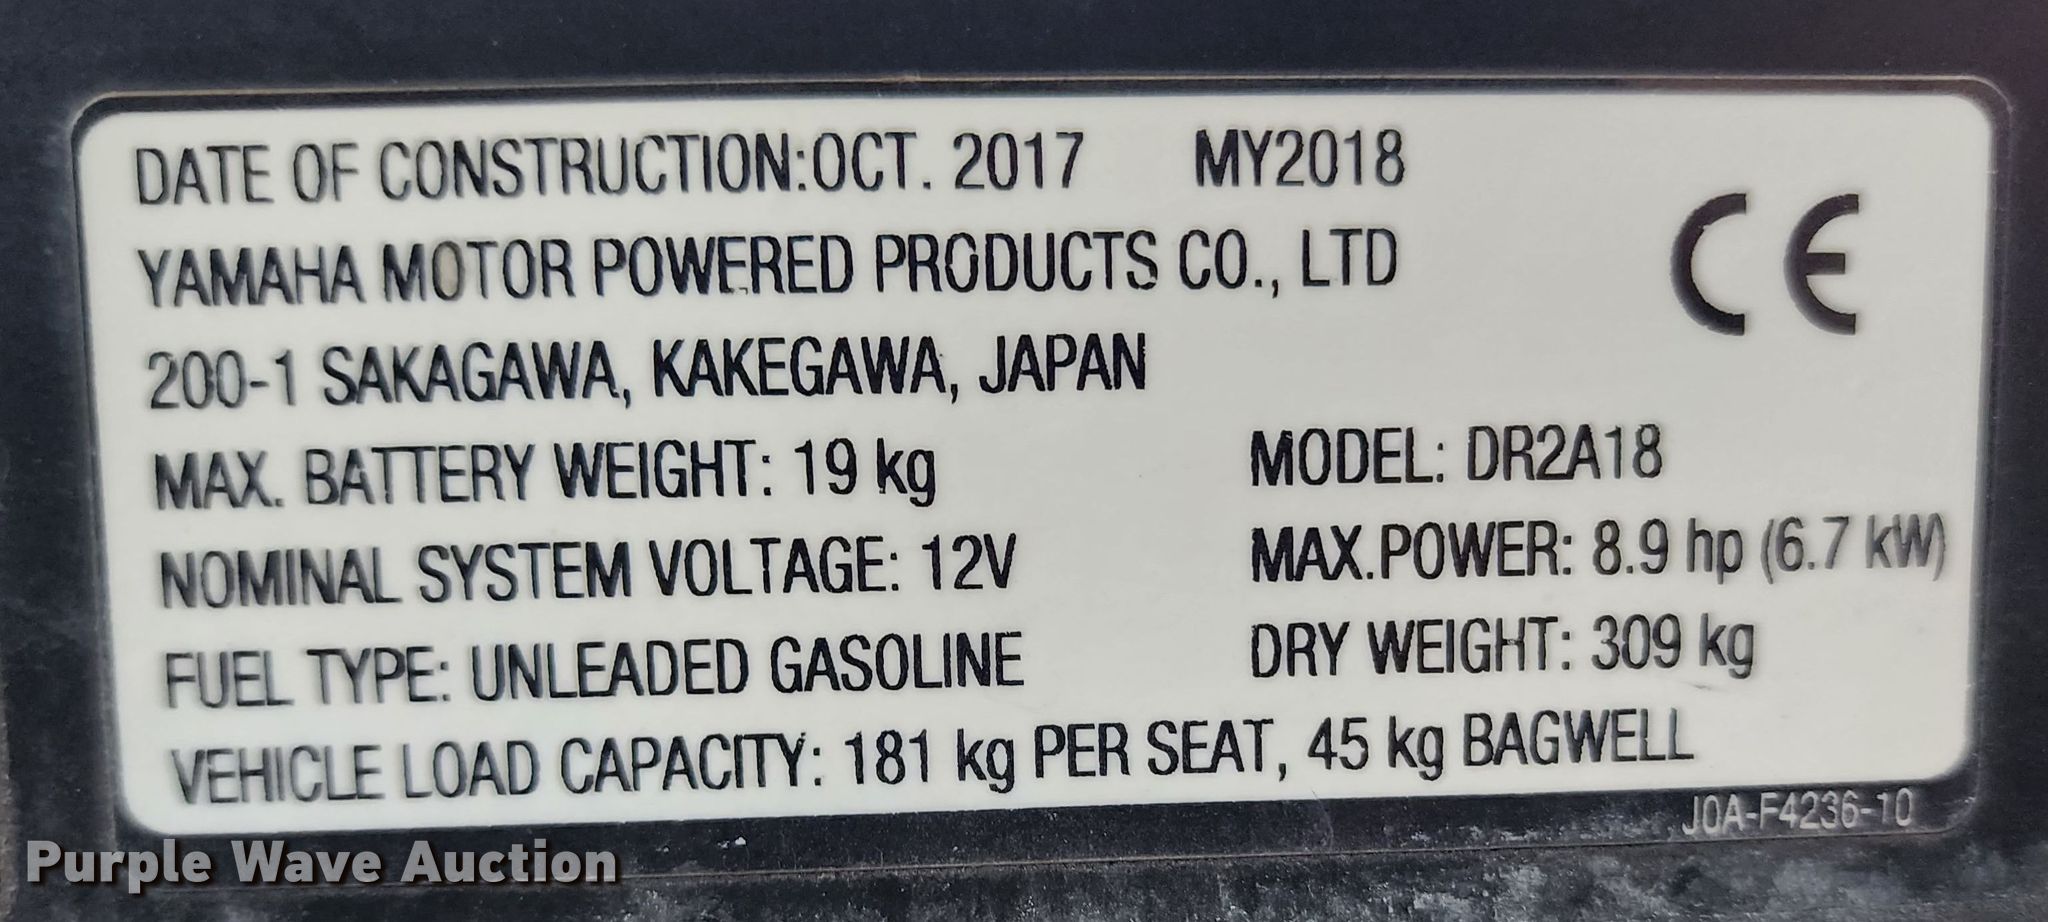 DATE OF CONSTRUCTION:OCT. 2017 MY2018
YAMAHA MOTOR POWERED PRODUCTS CO., LTD
CE
200-1 SAKAGAWA, KAKEGAWA, JAPAN
MAX. BATTERY WEIGHT: 19 kg MODEL: DR2A18
NOMINAL SYSTEM VOLTAGE: 12V MAX.POWER: 8.9 hp (6.7 kW)
FUEL TYPE: UNLEADED GASOLINE DRY WEIGHT: 309 kg
VEHICLE LOAD CAPACITY: 181 kg PER SEAT, 45 kg BAGWELL
J0A-F4236-10
Purple Wave Auction